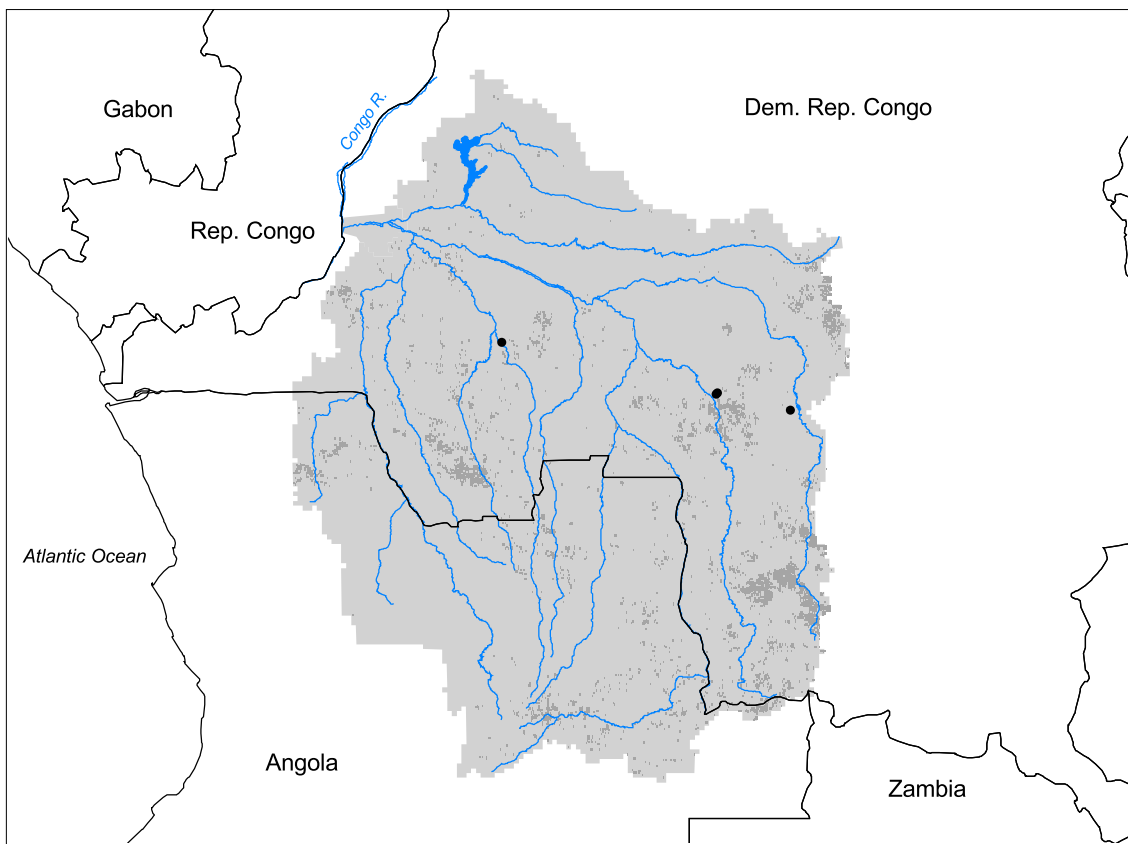 Gabon
Congo R.
Dem. Rep. Congo
Rep. Congo
Atlantic Ocean
Angola
Zambia